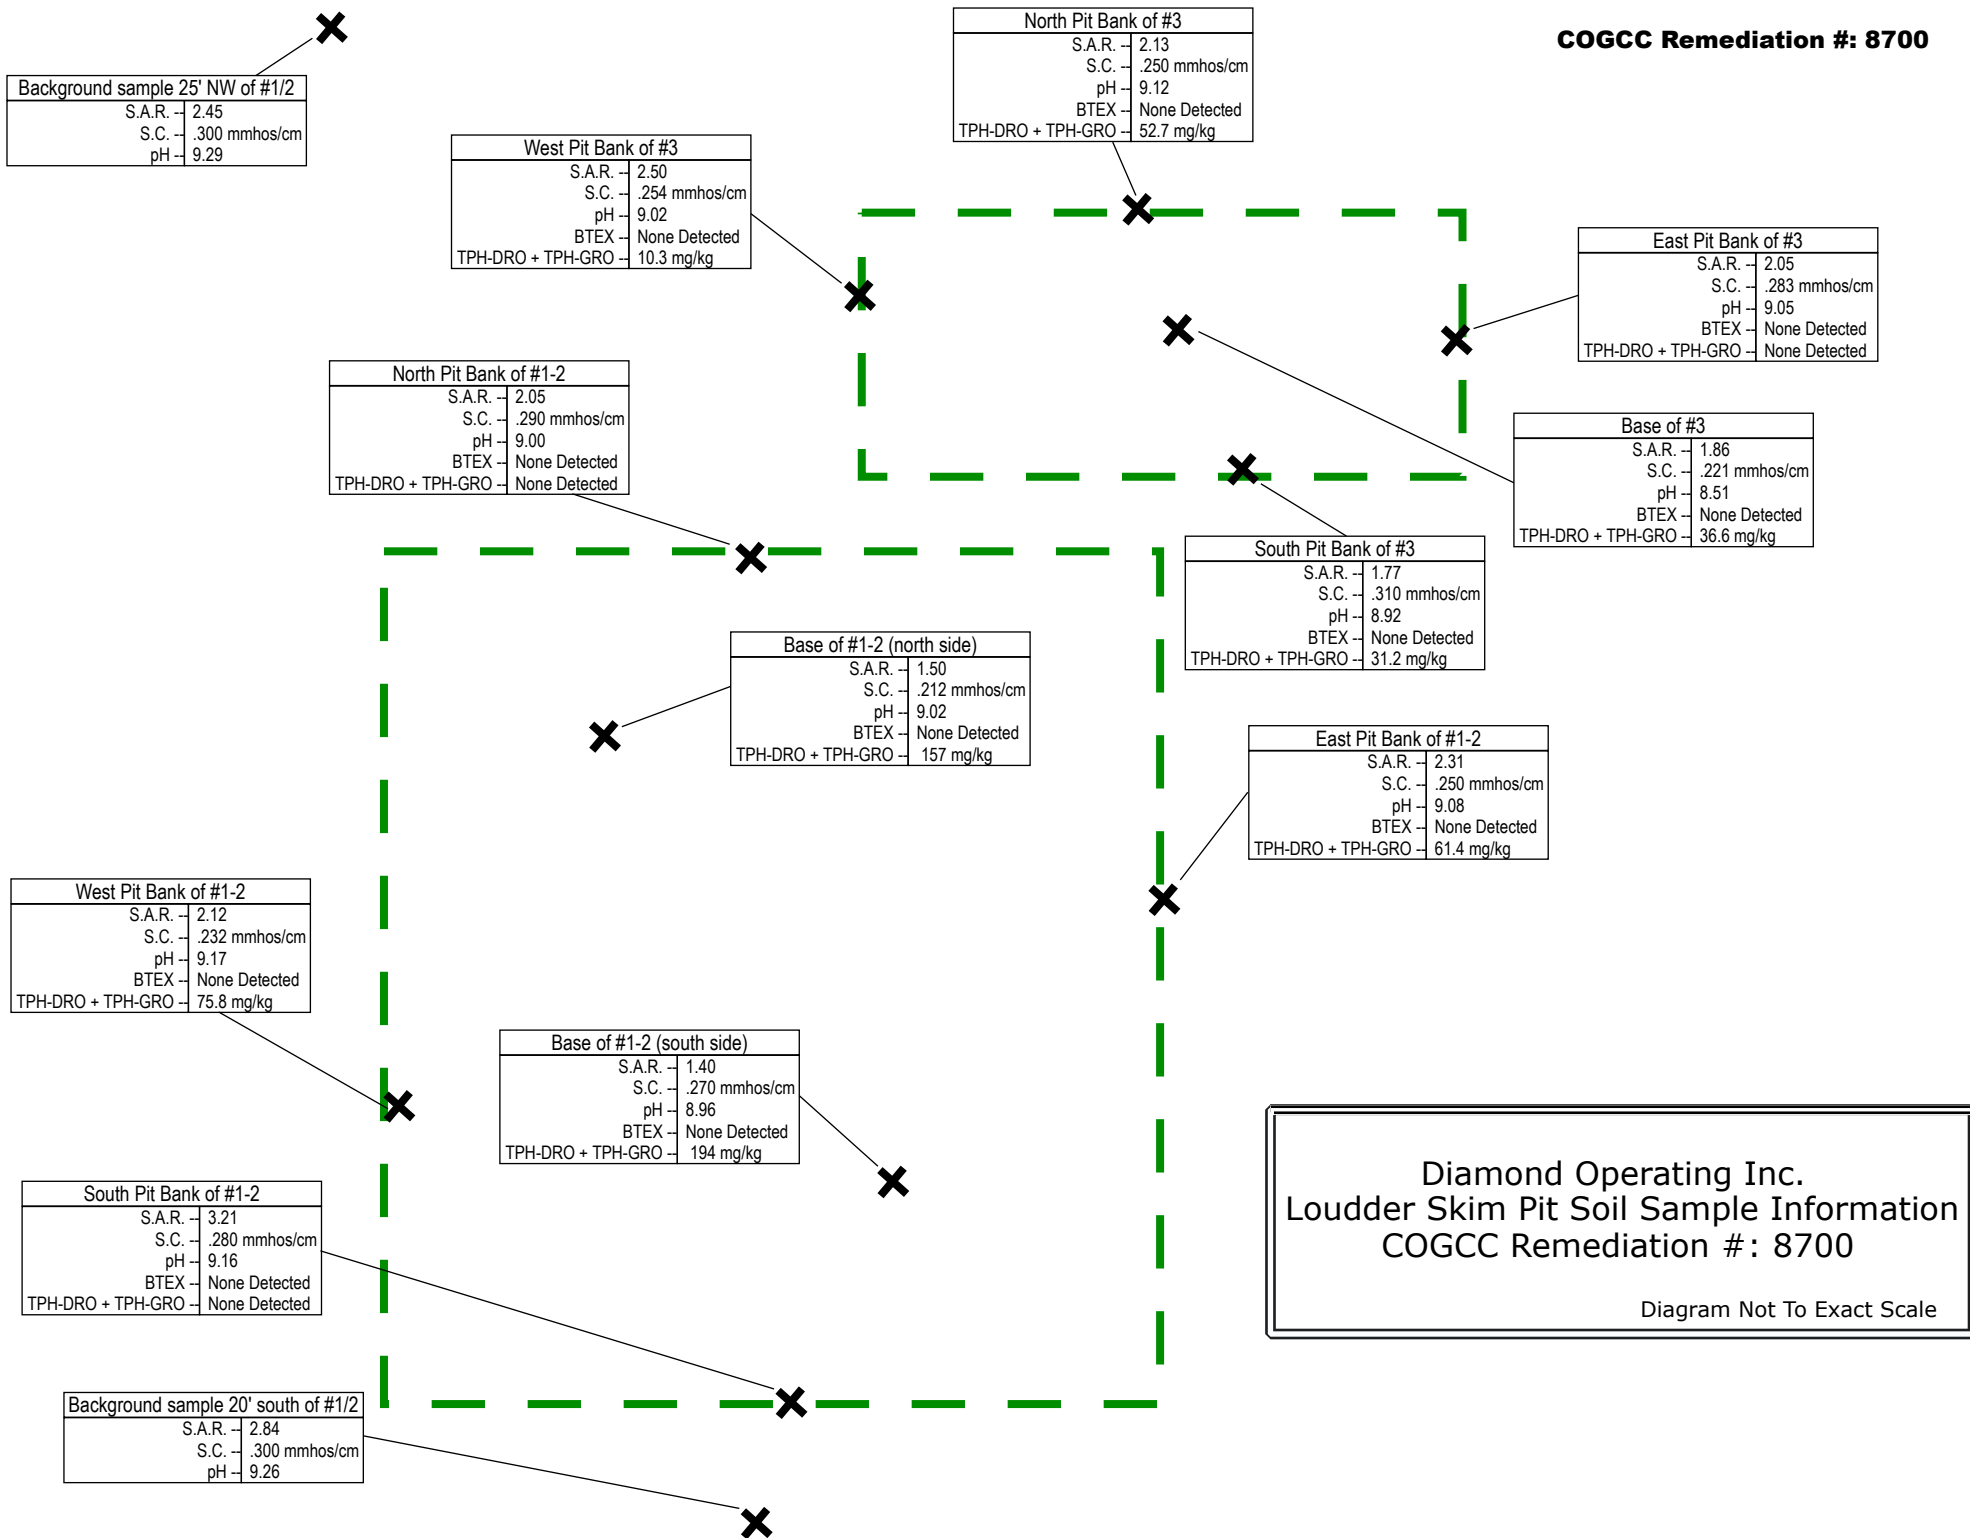 COGCC Remediation #: 8700
Background sample 25' NW of #1/2
S.A.R. -- 2.45
S.C. -- .300 mmhos/cm
pH -- 9.29
North Pit Bank of #3
S.A.R. -- 2.13
S.C. -- .250 mmhos/cm
pH -- 9.12
BTEX -- None Detected
TPH-DRO + TPH-GRO -- 52.7 mg/kg
West Pit Bank of #3
S.A.R. -- 2.50
S.C. -- .254 mmhos/cm
pH -- 9.02
BTEX -- None Detected
TPH-DRO + TPH-GRO -- 10.3 mg/kg
East Pit Bank of #3
S.A.R. -- 2.05
S.C. -- .283 mmhos/cm
pH -- 9.05
BTEX -- None Detected
TPH-DRO + TPH-GRO -- None Detected
North Pit Bank of #1-2
S.A.R. -- 2.05
S.C. -- .290 mmhos/cm
pH -- 9.00
BTEX -- None Detected
TPH-DRO + TPH-GRO -- None Detected
Base of #3
S.A.R. -- 1.86
S.C. -- .221 mmhos/cm
pH -- 8.51
BTEX -- None Detected
TPH-DRO + TPH-GRO -- 36.6 mg/kg
South Pit Bank of #3
S.A.R. -- 1.77
S.C. -- .310 mmhos/cm
pH -- 8.92
BTEX -- None Detected
TPH-DRO + TPH-GRO -- 31.2 mg/kg
Base of #1-2 (north side)
S.A.R. -- 1.50
S.C. -- .212 mmhos/cm
pH -- 9.02
BTEX -- None Detected
TPH-DRO + TPH-GRO -- 157 mg/kg
East Pit Bank of #1-2
S.A.R. -- 2.31
S.C. -- .250 mmhos/cm
pH -- 9.08
BTEX -- None Detected
TPH-DRO + TPH-GRO -- 61.4 mg/kg
West Pit Bank of #1-2
S.A.R. -- 2.12
S.C. -- .232 mmhos/cm
pH -- 9.17
BTEX -- None Detected
TPH-DRO + TPH-GRO -- 75.8 mg/kg
Base of #1-2 (south side)
S.A.R. -- 1.40
S.C. -- .270 mmhos/cm
pH -- 8.96
BTEX -- None Detected
TPH-DRO + TPH-GRO -- 194 mg/kg
South Pit Bank of #1-2
S.A.R. -- 3.21
S.C. -- .280 mmhos/cm
pH -- 9.16
BTEX -- None Detected
TPH-DRO + TPH-GRO -- None Detected
Background sample 20' south of #1/2
S.A.R. -- 2.84
S.C. -- .300 mmhos/cm
pH -- 9.26
Diamond Operating Inc.
Loudder Skim Pit Soil Sample Information
COGCC Remediation #: 8700
Diagram Not To Exact Scale